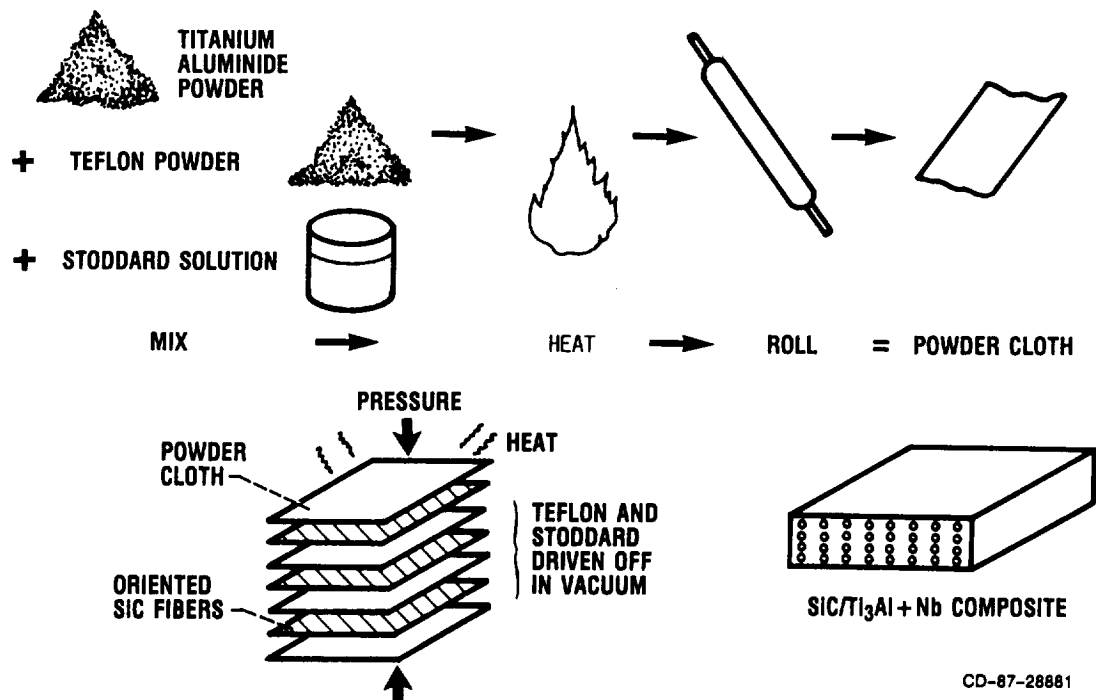 TITANIUM
ALUMINIDE
POWDER
+ TEFLON POWDER
+ STODDARD SOLUTION
MIX HEAT ROLL = POWDER CLOTH
PRESSURE
HEAT
POWDER
CLOTH
TEFLON AND
STODDARD
DRIVEN OFF
IN VACUUM
ORIENTED
SIC FIBERS
SIC/Ti₃Al + Nb COMPOSITE
CD-87-28881